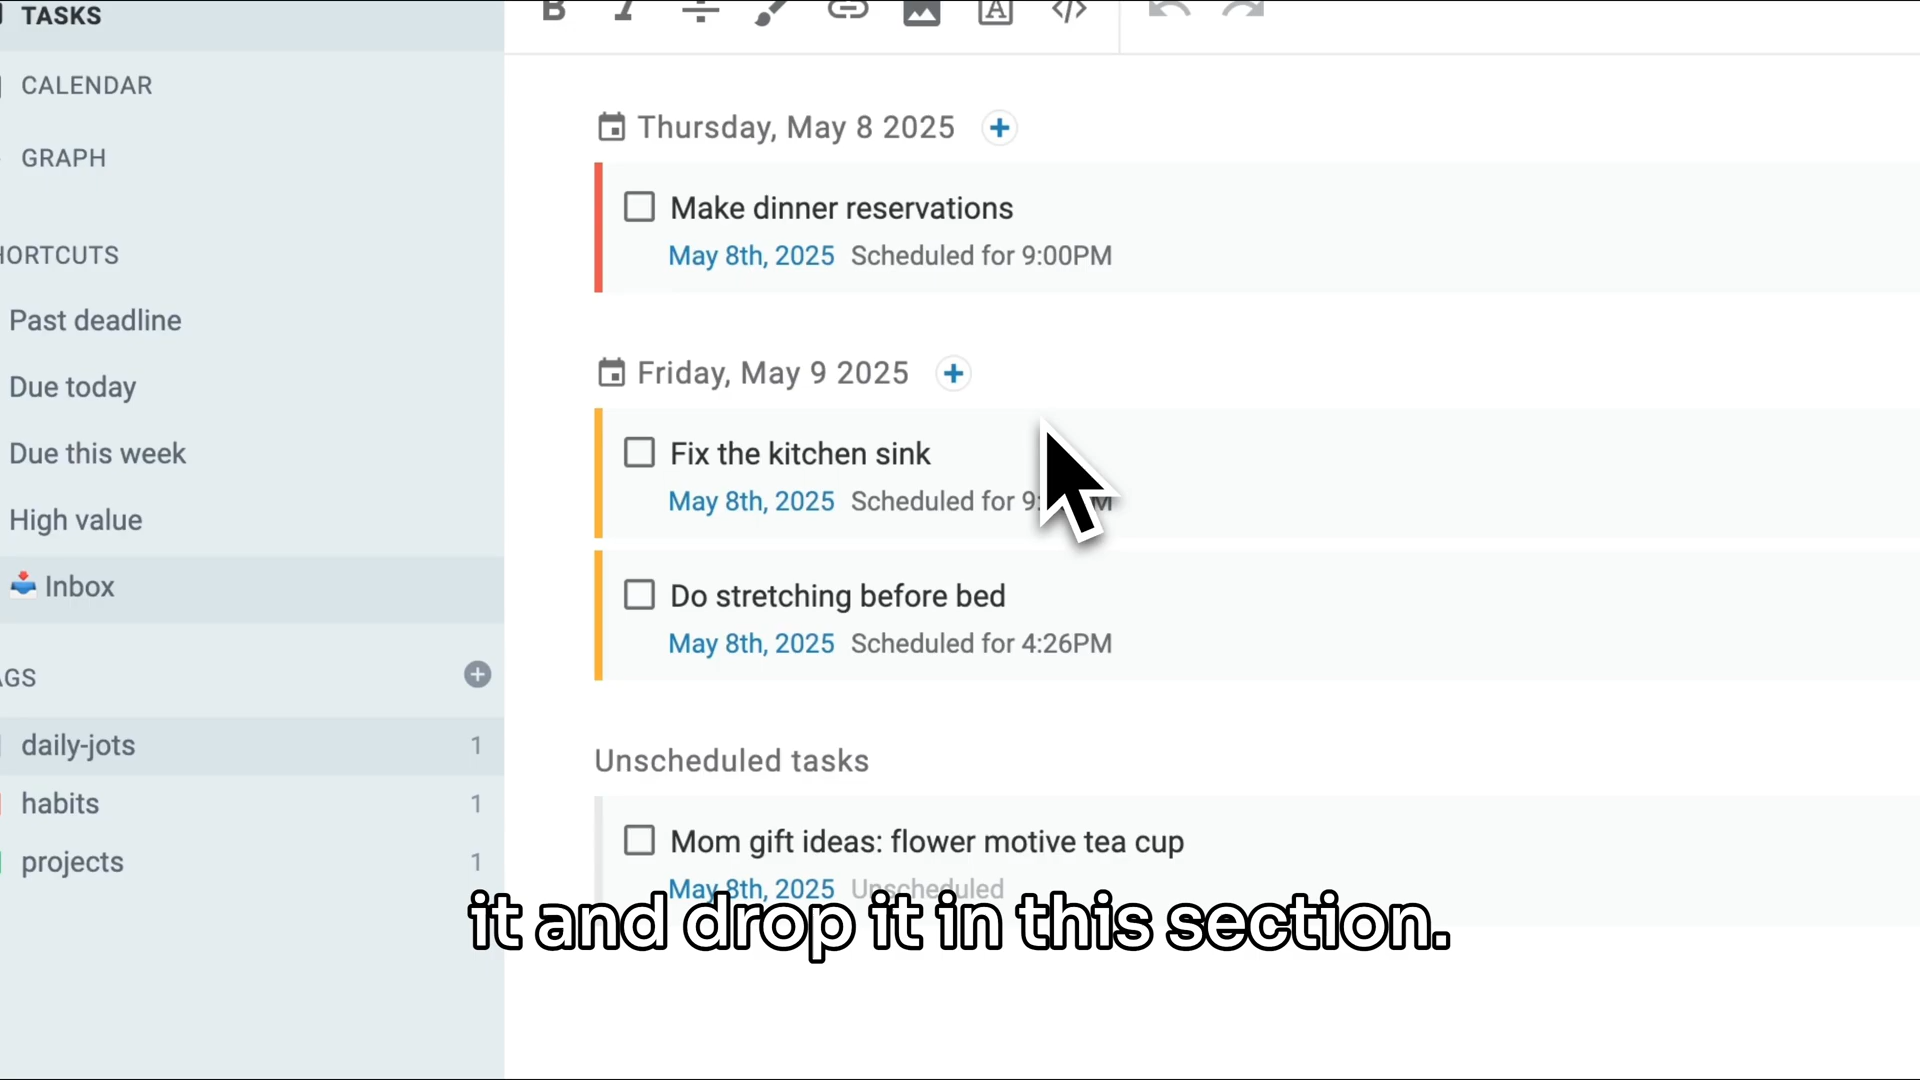 TASKS
CALENDAR
GRAPH
HORTCUTS
Past deadline
Due today
Due this week
High value
Inbox
AGS
daily-jots 1
habits 1
projects 1
B I A </>
Thursday, May 8 2025 +
Make dinner reservations
May 8th, 2025 Scheduled for 9:00PM
Friday, May 9 2025 +
Fix the kitchen sink
May 8th, 2025 Scheduled for
Do stretching before bed
May 8th, 2025 Scheduled for 4:26PM
Unscheduled tasks
Mom gift ideas: flower motive tea cup
May 8th, 2025 Unscheduled
it and drop it in this section.